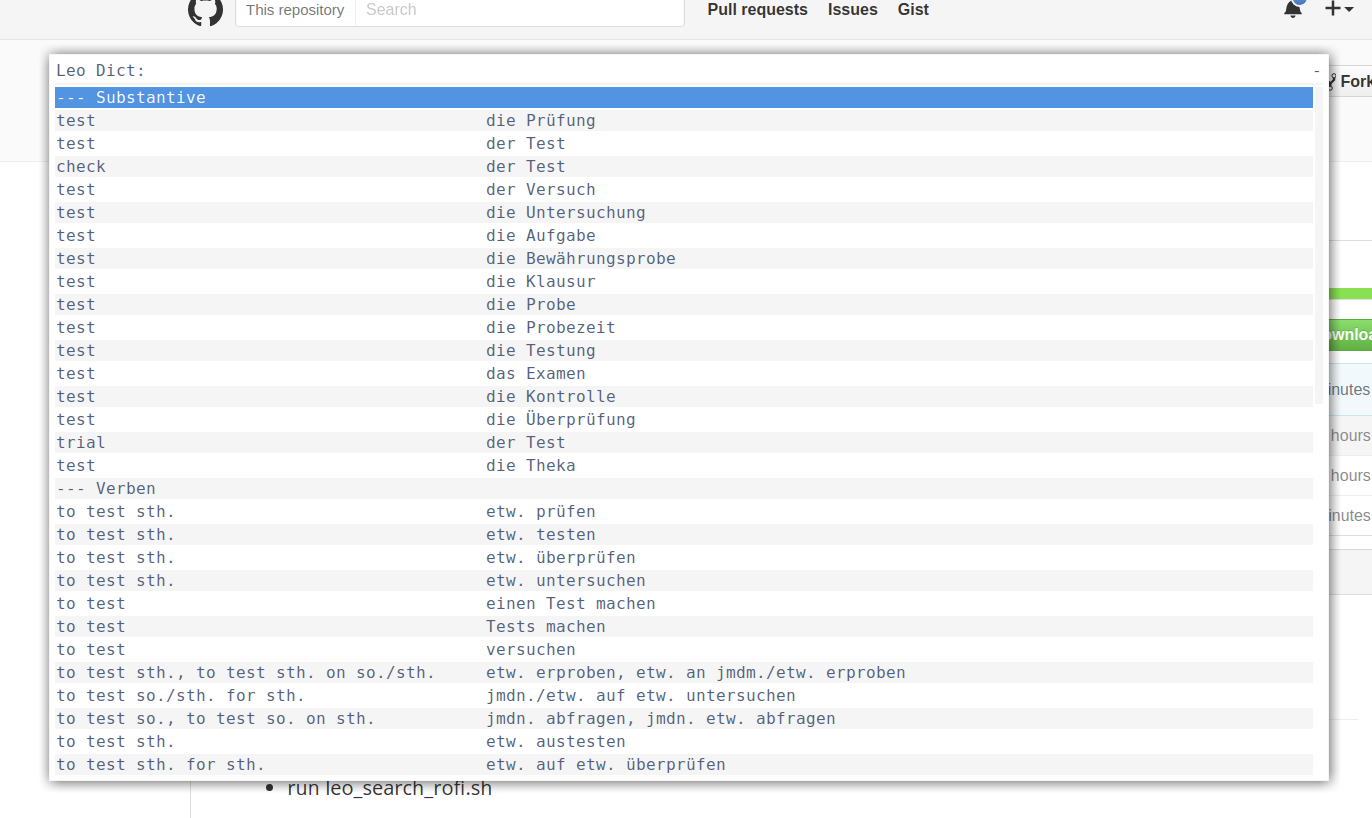 This repository Search Pull requests Issues Gist
Leo Dict: -
Fork
--- Substantive
test die Prüfung
test der Test
check der Test
test der Versuch
test die Untersuchung
test die Aufgabe
test die Bewährungsprobe
test die Klausur
test die Probe
test die Probezeit
test die Testung
test das Examen
test die Kontrolle
test die Überprüfung
trial der Test
test die Theka
--- Verben
to test sth. etw. prüfen
to test sth. etw. testen
to test sth. etw. überprüfen
to test sth. etw. untersuchen
to test einen Test machen
to test Tests machen
to test versuchen
to test sth., to test sth. on so./sth. etw. erproben, etw. an jmdm./etw. erproben
to test so./sth. for sth. jmdn./etw. auf etw. untersuchen
to test so., to test so. on sth. jmdn. abfragen, jmdn. etw. abfragen
to test sth. etw. austesten
to test sth. for sth. etw. auf etw. überprüfen
ownloa
inutes
hours
hours
inutes
run leo_search_rofi.sh